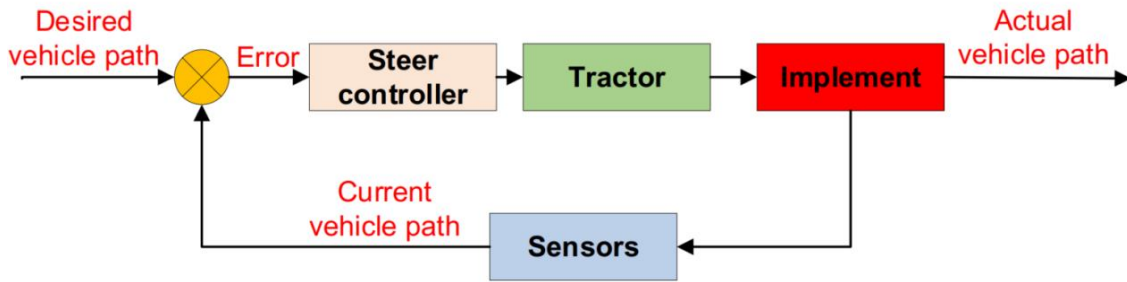 Desired
vehicle path
Error
Steer
controller
Tractor
Implement
Actual
vehicle path
Current
vehicle path
Sensors